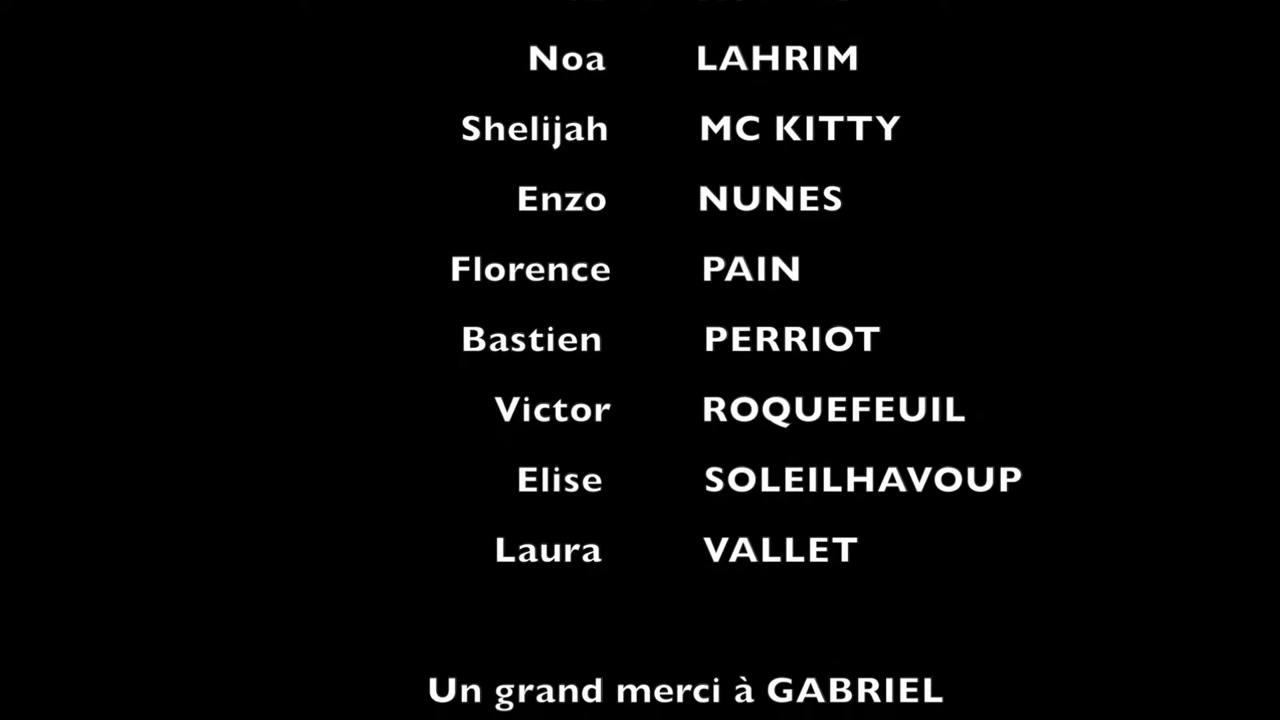 Noa LAHRIM
Shelijah MC KITTY
Enzo NUNES
Florence PAIN
Bastien PERRIOT
Victor ROQUEFEUIL
Elise SOLEILHAVOUP
Laura VALLET
Un grand merci à GABRIEL